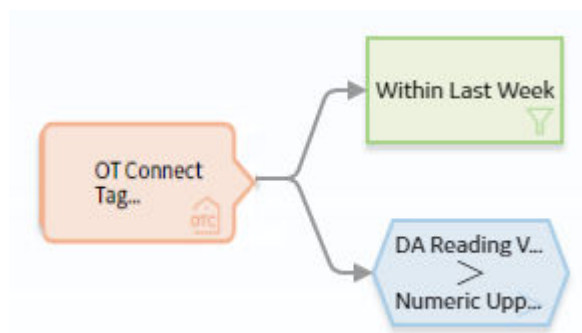 OT Connect
Tag...
OTC
Within Last Week
DA Reading V...
>
Numeric Upp...